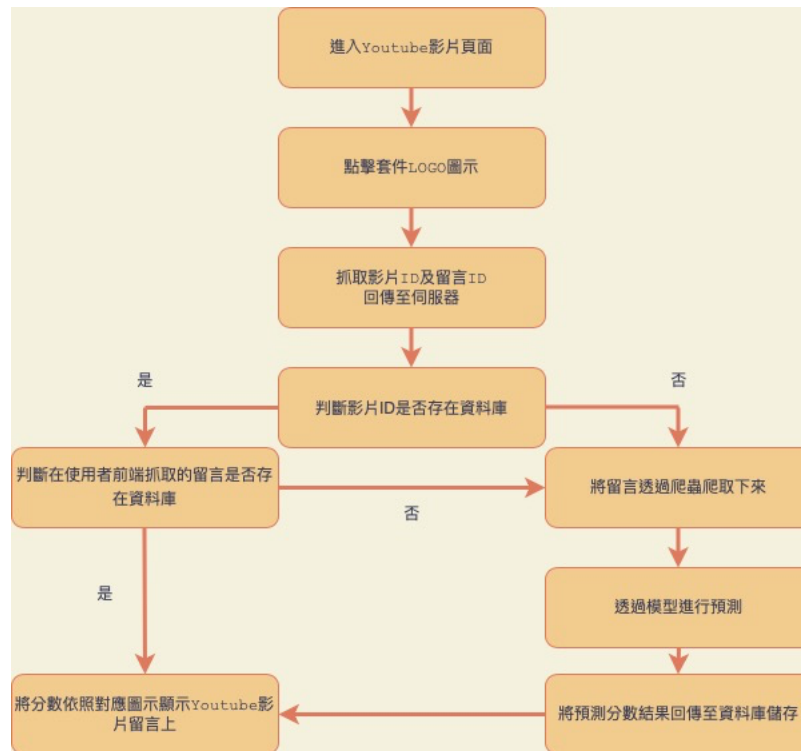 進入Youtube影片頁面
點擊套件LOGO圖示
抓取影片ID及留言ID
回傳至伺服器
是
否
判斷影片ID是否存在資料庫
判斷在使用者前端抓取的留言是否存
在資料庫
將留言透過爬蟲爬取下來
否
是
透過模型進行預測
將分數依照對應圖示顯示Youtube影
片留言上
將預測分數結果回傳至資料庫儲存